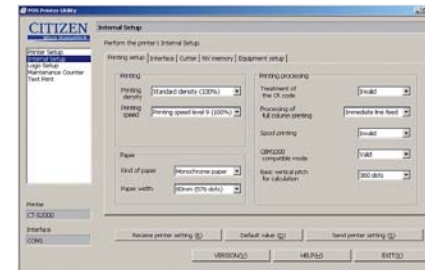 POS Printer Utility
CITIZEN
Internal Setup
Perform the printer's Internal Setup.
Printer Setup
Internal Setup
Logo Setup
Maintenance Counter
Test Print
Printing setup
Interface
Cutter
NV memory
Equipment setup
Printing
Printing density
Standard density (100%)
Printing speed
Printing speed level 9 (100%)
Paper
Kind of paper
Monochrome paper
Paper width
80mm (576 dots)
Printing processing
Treatment of the CR code
Invalid
Processing of full column printing
Immediate line feed
Spool printing
Invalid
CBM1000 compatible mode
Valid
Basic vertical pitch for calculation
360 dots
Printer
CT-S2000
Interface
COM1
Receive printer setting (R)
Default value (D)
Send printer setting (S)
VERSION(V)
HELP(H)
EXIT(X)